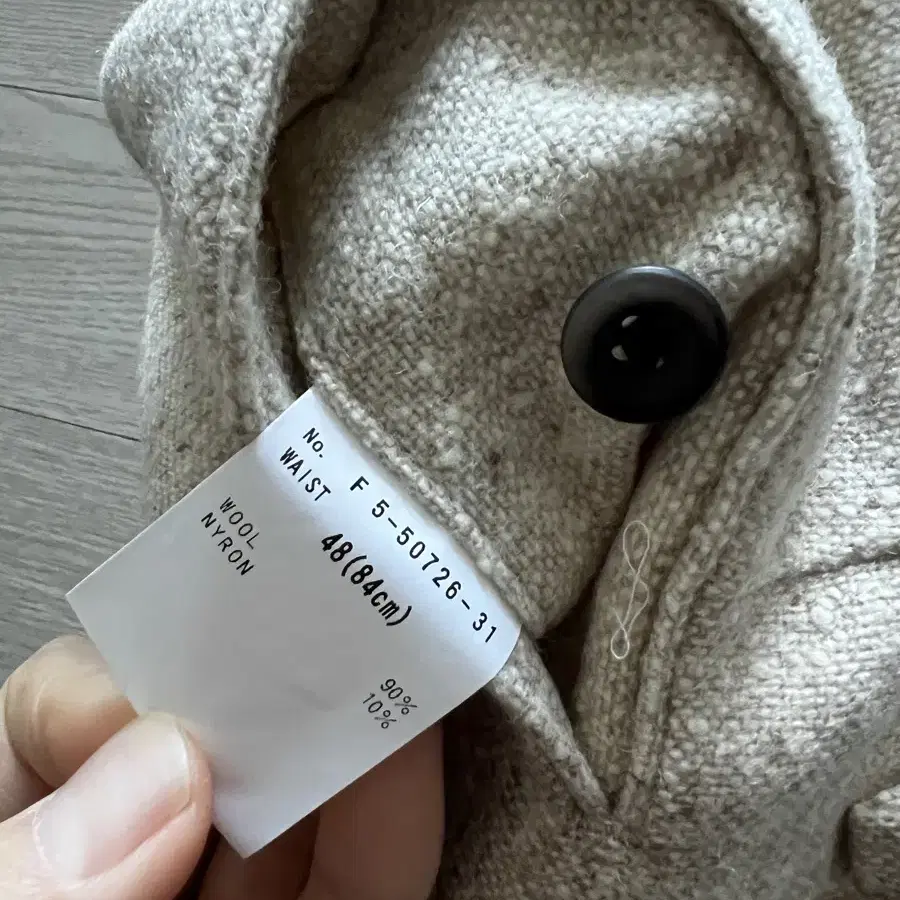 No. F 5-50726-31
WAIST 48(84cm)
WOOL 90%
NYRON 10%